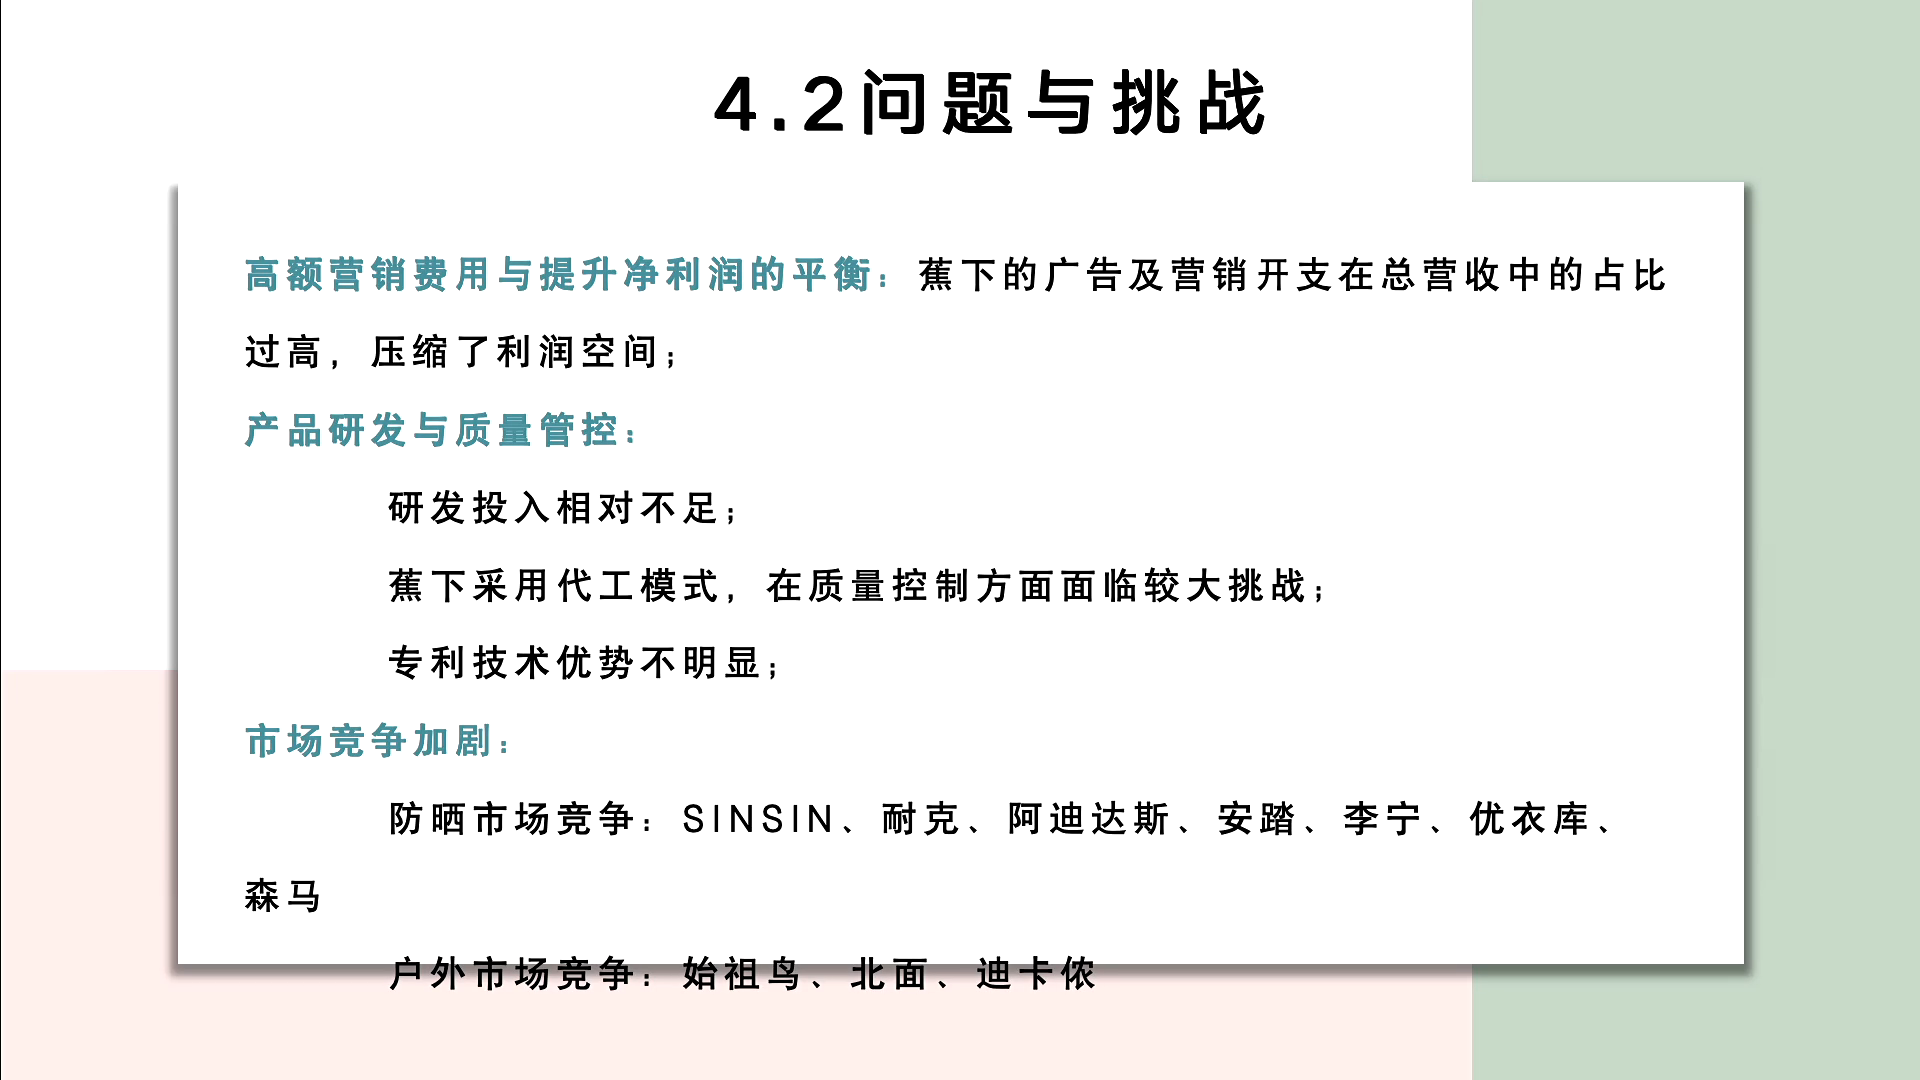 4.2问题与挑战
高额营销费用与提升净利润的平衡：蕉下的广告及营销开支在总营收中的占比
过高，压缩了利润空间；
产品研发与质量管控：
研发投入相对不足；
蕉下采用代工模式，在质量控制方面面临较大挑战；
专利技术优势不明显；
市场竞争加剧：
防晒市场竞争：SINSIN、耐克、阿迪达斯、安踏、李宁、优衣库、
森马
户外市场竞争：始祖鸟、北面、迪卡侬